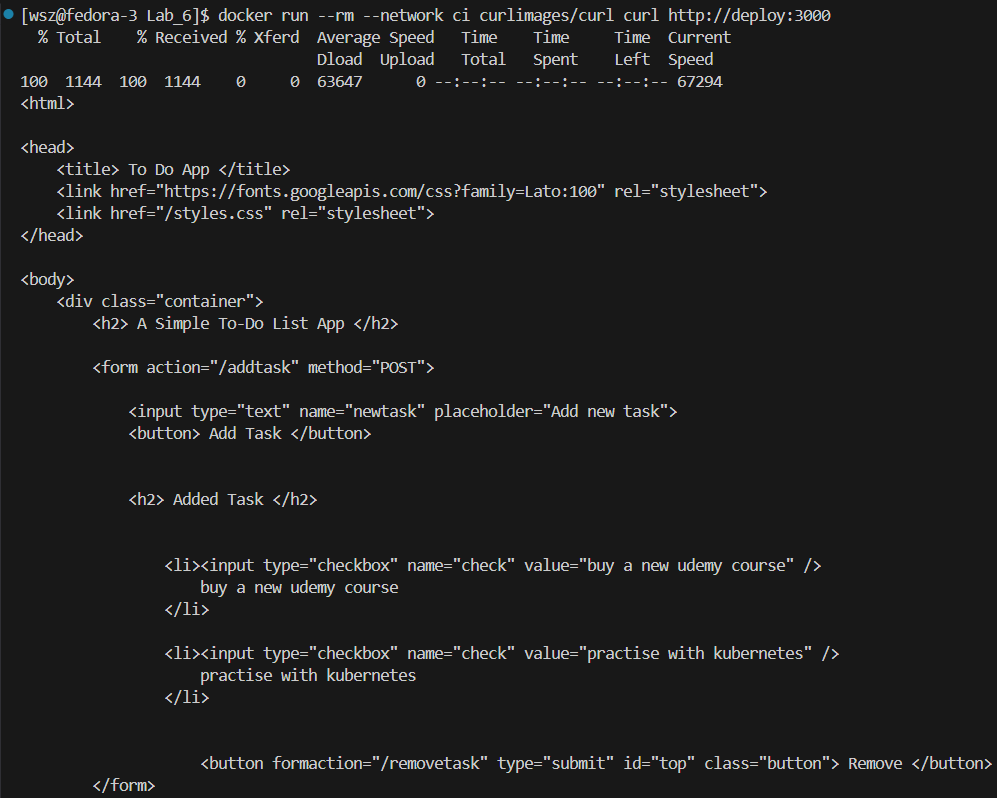 [wsz@fedora-3 Lab_6]$ docker run --rm --network ci curlimages/curl curl http://deploy:3000
  % Total    % Received % Xferd  Average Speed   Time    Time     Time  Current
                                 Dload  Upload   Total   Spent    Left  Speed
100  1144  100  1144    0     0  63647      0 --:--:-- --:--:-- --:--:-- 67294
<html>
<head>
    <title> To Do App </title>
    <link href="https://fonts.googleapis.com/css?family=Lato:100" rel="stylesheet">
    <link href="/styles.css" rel="stylesheet">
</head>
<body>
    <div class="container">
        <h2> A Simple To-Do List App </h2>
        <form action="/addtask" method="POST">
            <input type="text" name="newtask" placeholder="Add new task">
            <button> Add Task </button>
            <h2> Added Task </h2>
                <li><input type="checkbox" name="check" value="buy a new udemy course" />
                    buy a new udemy course
                </li>
                <li><input type="checkbox" name="check" value="practise with kubernetes" />
                    practise with kubernetes
                </li>
                    <button formaction="/removetask" type="submit" id="top" class="button"> Remove </button>
        </form>